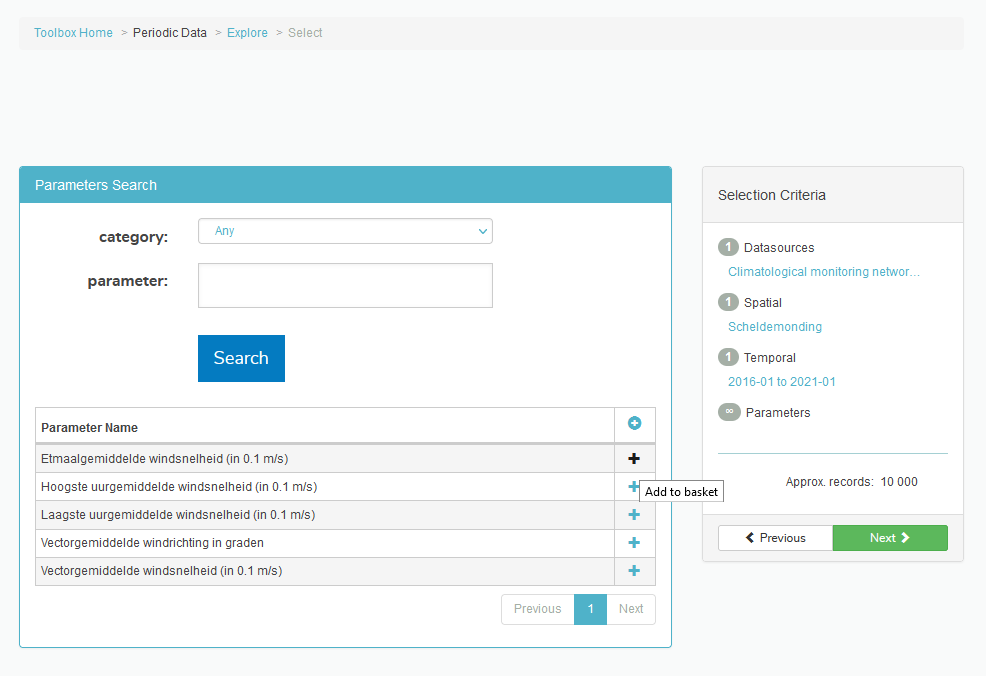 Toolbox Home > Periodic Data > Explore > Select
Parameters Search
category:
Any
parameter:
Search
Parameter Name
Etmaalgemiddelde windsnelheid (in 0.1 m/s)
Hoogste uurgemiddelde windsnelheid (in 0.1 m/s)
Add to basket
Laagste uurgemiddelde windsnelheid (in 0.1 m/s)
Vectorgemiddelde windrichting in graden
Vectorgemiddelde windsnelheid (in 0.1 m/s)
Previous 1 Next
Selection Criteria
1 Datasources
Climatological monitoring networ...
1 Spatial
Scheldemonding
1 Temporal
2016-01 to 2021-01
∞ Parameters
Approx. records: 10 000
Previous Next